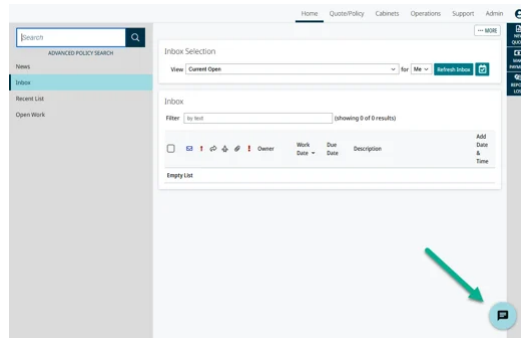 Home Quote/Policy Cabinets Operations Support Admin
Search
ADVANCED POLICY SEARCH
News
Inbox
Recent List
Open Work
MORE
Inbox Selection
View Current Open for Me Refresh Inbox
Inbox
Filter by text (showing 0 of 0 results)
Owner Work Date Due Date Description Add Date & Time
Empty List